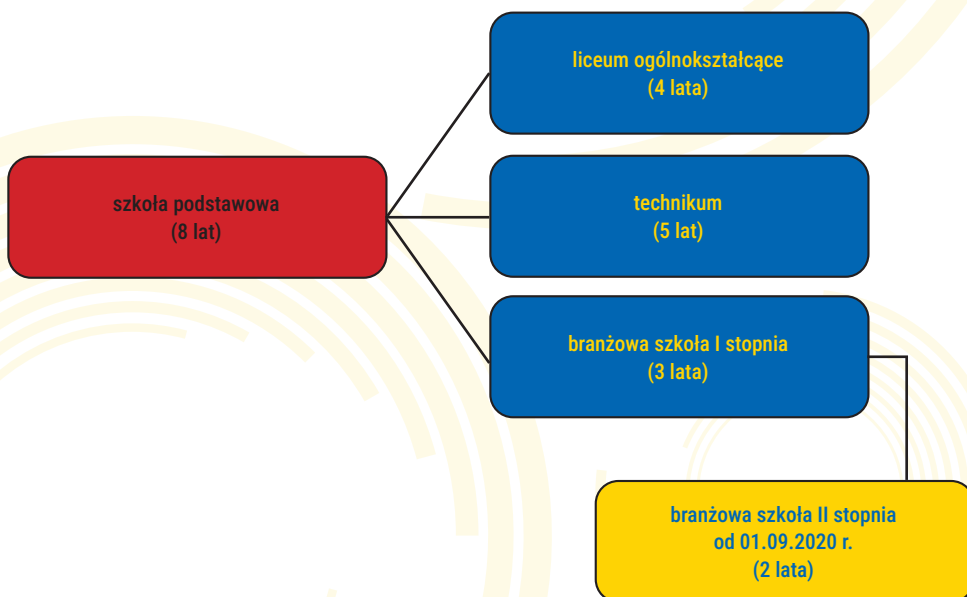 liceum ogólnokształcące
(4 lata)
szkoła podstawowa
(8 lat)
technikum
(5 lat)
branżowa szkoła I stopnia
(3 lata)
branżowa szkoła II stopnia
od 01.09.2020 r.
(2 lata)